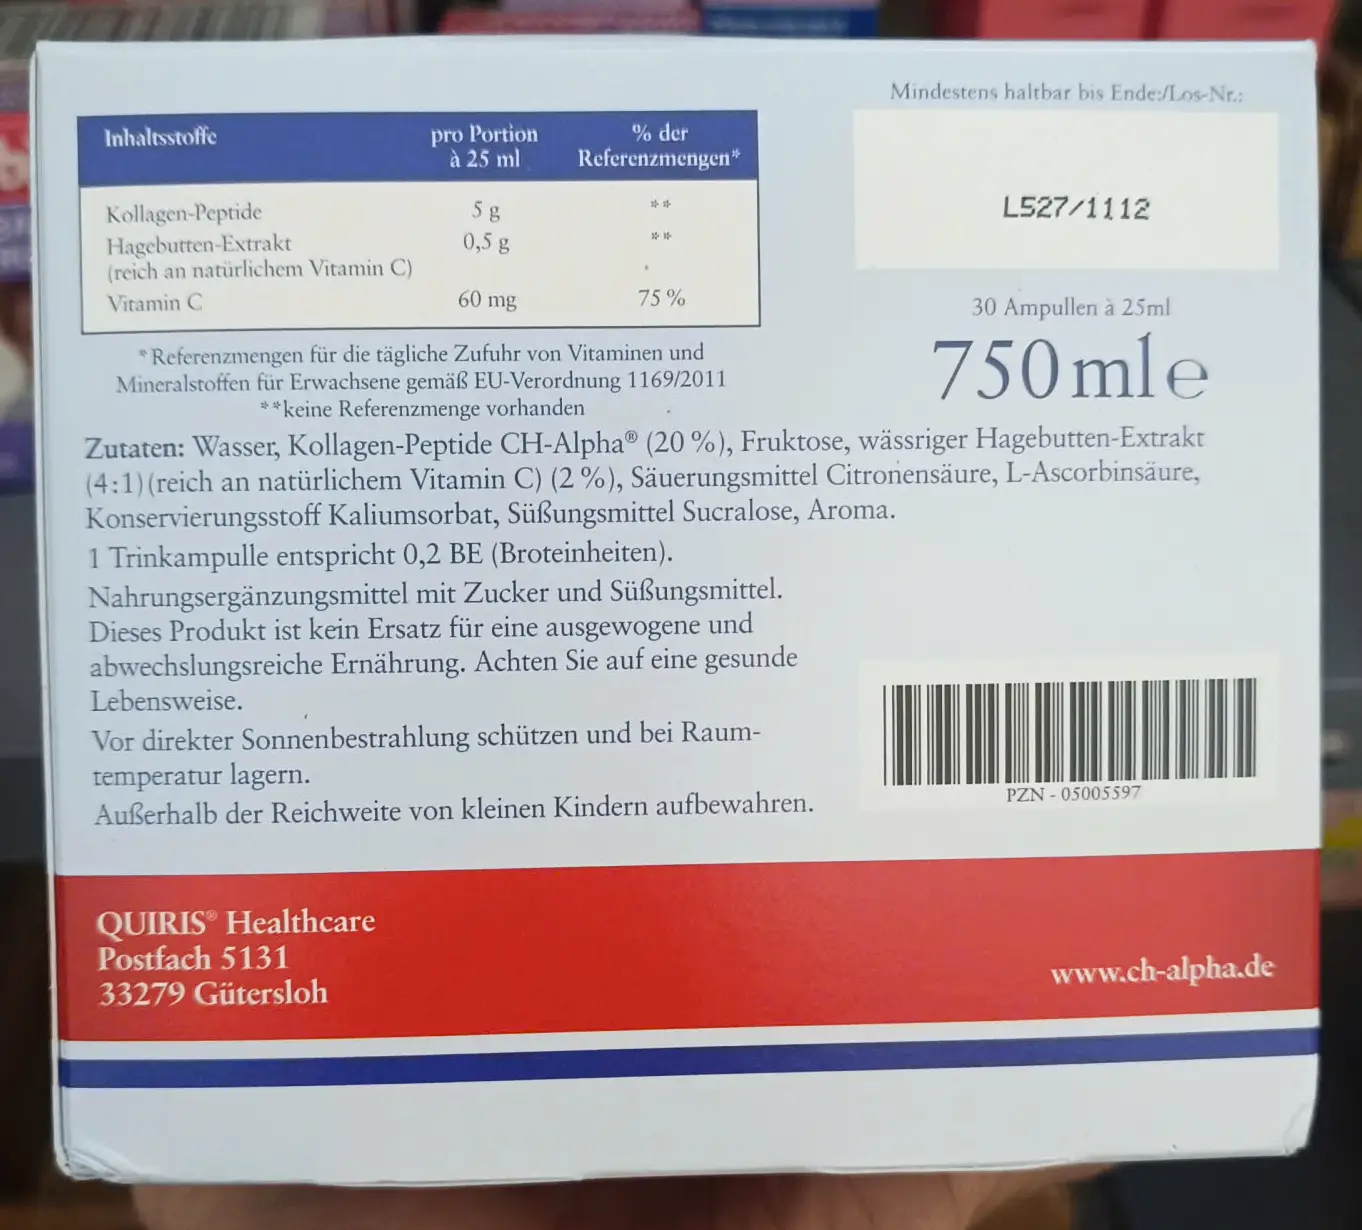 Mindestens haltbar bis Ende:/Los-Nr.:
L527/1112
Inhaltsstoffe pro Portion à 25 ml % der Referenzmengen*
Kollagen-Peptide 5 g **
Hagebutten-Extrakt 0,5 g **
(reich an natürlichem Vitamin C)
Vitamin C 60 mg 75 %
*Referenzmengen für die tägliche Zufuhr von Vitaminen und
Mineralstoffen für Erwachsene gemäß EU-Verordnung 1169/2011
**keine Referenzmenge vorhanden
30 Ampullen à 25ml
750 ml e
Zutaten: Wasser, Kollagen-Peptide CH-Alpha® (20 %), Fruktose, wässriger Hagebutten-Extrakt
(4:1) (reich an natürlichem Vitamin C) (2 %), Säuerungsmittel Citronensäure, L-Ascorbinsäure,
Konservierungsstoff Kaliumsorbat, Süßungsmittel Sucralose, Aroma.
1 Trinkampulle entspricht 0,2 BE (Broteinheiten).
Nahrungsergänzungsmittel mit Zucker und Süßungsmittel.
Dieses Produkt ist kein Ersatz für eine ausgewogene und
abwechslungsreiche Ernährung. Achten Sie auf eine gesunde
Lebensweise.
Vor direkter Sonnenbestrahlung schützen und bei Raum-
temperatur lagern.
Außerhalb der Reichweite von kleinen Kindern aufbewahren.
PZN - 05005597
QUIRIS® Healthcare
Postfach 5131
33279 Gütersloh
www.ch-alpha.de